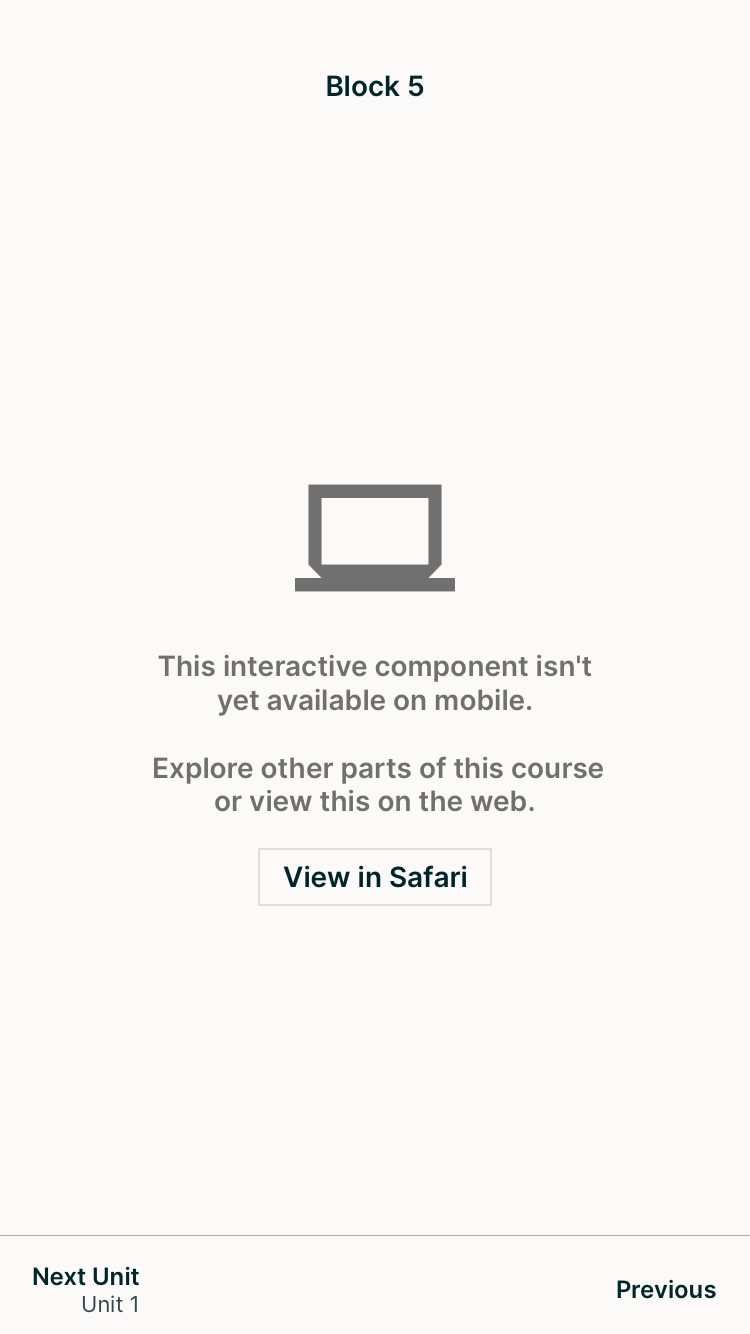 Block 5
This interactive component isn't
yet available on mobile.
Explore other parts of this course
or view this on the web.
View in Safari
Next Unit
Unit 1
Previous